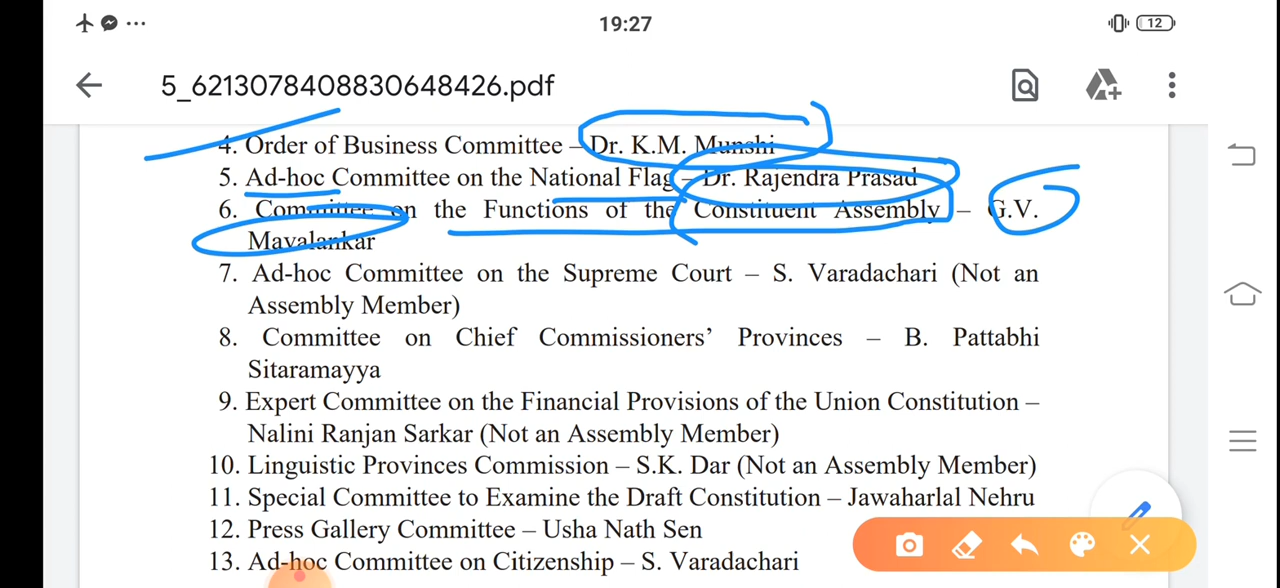 19:27
12
5_6213078408830648426.pdf
4. Order of Business Committee – Dr. K.M. Munshi
5. Ad-hoc Committee on the National Flag – Dr. Rajendra Prasad
6. Committee on the Functions of the Constituent Assembly – G.V.
Mavalankar
7. Ad-hoc Committee on the Supreme Court – S. Varadachari (Not an
Assembly Member)
8. Committee on Chief Commissioners’ Provinces – B. Pattabhi
Sitaramayya
9. Expert Committee on the Financial Provisions of the Union Constitution –
Nalini Ranjan Sarkar (Not an Assembly Member)
10. Linguistic Provinces Commission – S.K. Dar (Not an Assembly Member)
11. Special Committee to Examine the Draft Constitution – Jawaharlal Nehru
12. Press Gallery Committee – Usha Nath Sen
13. Ad-hoc Committee on Citizenship – S. Varadachari